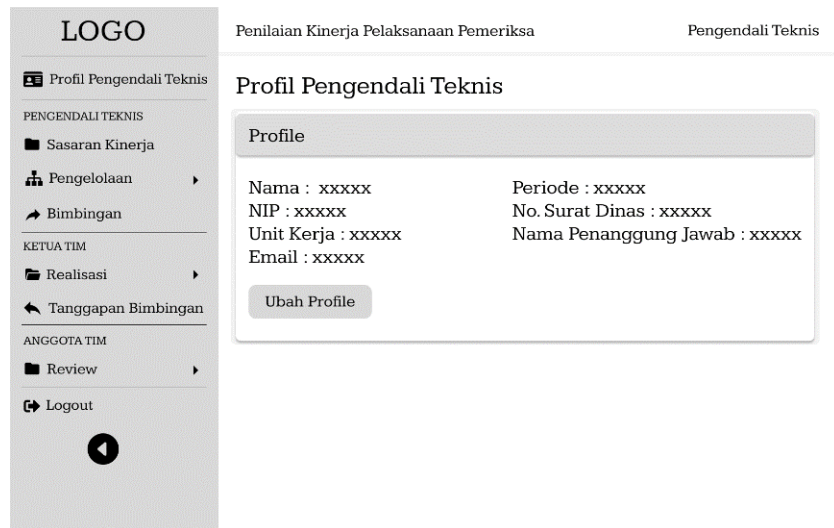 LOGO
Profil Pengendali Teknis
PENGENDALI TEKNIS
Sasaran Kinerja
Pengelolaan
Bimbingan
KETUA TIM
Realisasi
Tanggapan Bimbingan
ANGGOTA TIM
Review
Logout
Penilaian Kinerja Pelaksanaan Pemeriksa
Pengendali Teknis
Profil Pengendali Teknis
Profile
Nama : xxxxx
NIP : xxxxx
Unit Kerja : xxxxx
Email : xxxxx
Periode : xxxxx
No. Surat Dinas : xxxxx
Nama Penanggung Jawab : xxxxx
Ubah Profile